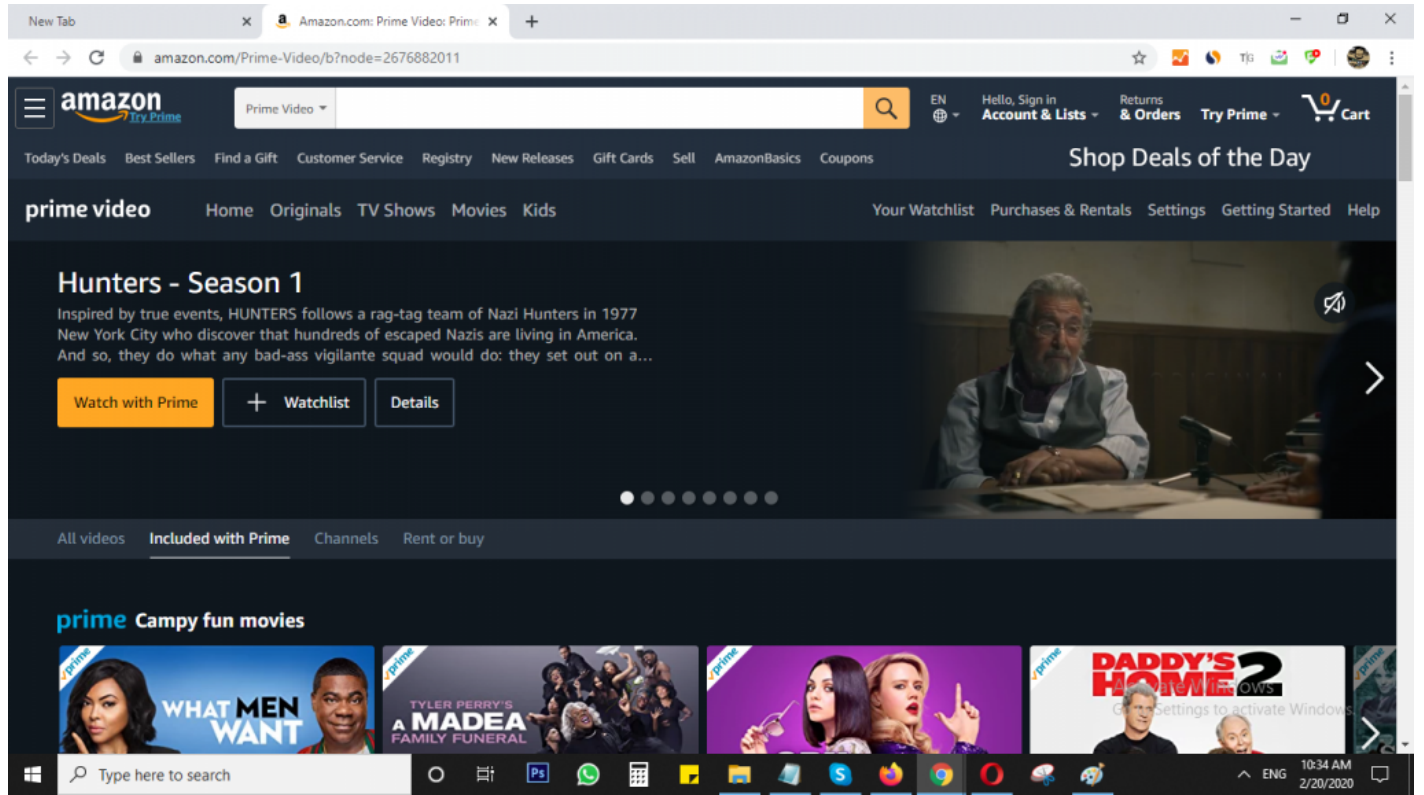 New Tab
Amazon.com: Prime Video: Prime
amazon.com/Prime-Video/b?node=2676882011
amazon
Try Prime
Prime Video
EN
Hello, Sign in
Account & Lists
Returns
& Orders
Try Prime
0
Cart
Today's Deals Best Sellers Find a Gift Customer Service Registry New Releases Gift Cards Sell AmazonBasics Coupons
Shop Deals of the Day
prime video Home Originals TV Shows Movies Kids Your Watchlist Purchases & Rentals Settings Getting Started Help
Hunters - Season 1
Inspired by true events, HUNTERS follows a rag-tag team of Nazi Hunters in 1977
New York City who discover that hundreds of escaped Nazis are living in America.
And so, they do what any bad-ass vigilante squad would do: they set out on a...
Watch with Prime + Watchlist Details
All videos Included with Prime Channels Rent or buy
prime Campy fun movies
prime
WHAT MEN
WANT
prime
TYLER PERRY'S
A MADEA
FAMILY FUNERAL
prime
prime
DADDY'S
HOME 2
prime
Activate Windows
Go to Settings to activate Windows.
Type here to search
Ps
S
ENG
10:34 AM
2/20/2020